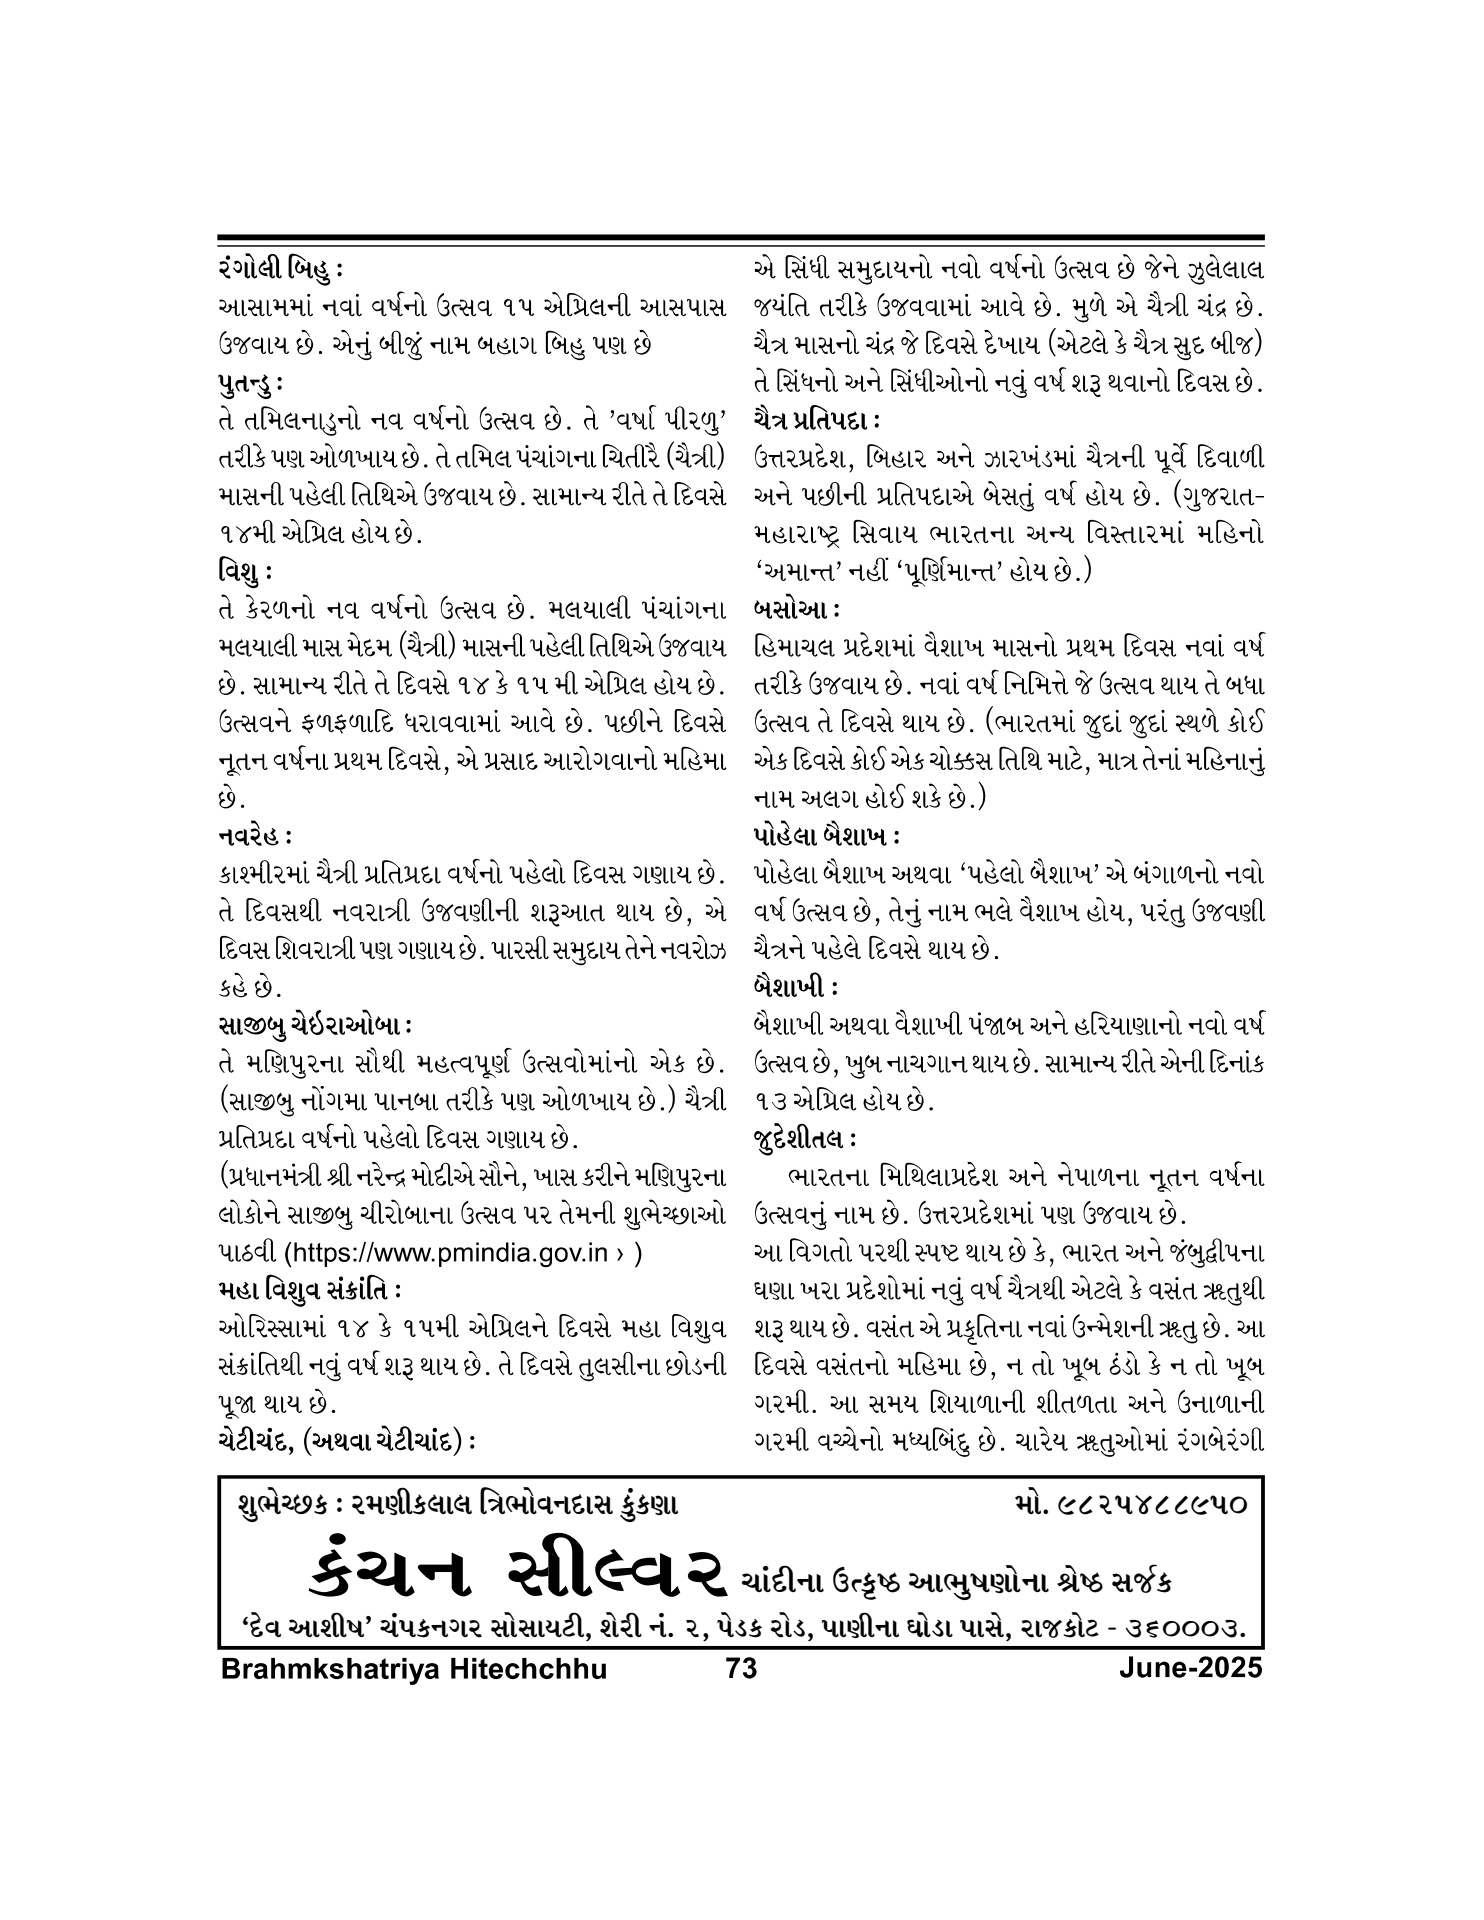 રંગોલી બિહુ :
આસામમાં નવાં વર્ષનો ઉત્સવ ૧૫ એપ્રિલની આસપાસ
ઉજવાય છે. એનું બીજું નામ બહાગ બિહુ પણ છે
પુતન્ડુ :
તે તમિલનાડુનો નવ વર્ષનો ઉત્સવ છે. તે ’વર્ષા પીરળુ’
તરીકે પણ ઓળખાય છે. તે તમિલ પંચાંગના ચિતીરૈ (ચૈત્રી)
માસની પહેલી તિથિએ ઉજવાય છે. સામાન્ય રીતે તે દિવસે
૧૪મી એપ્રિલ હોય છે.
વિશુ :
તે કેરળનો નવ વર્ષનો ઉત્સવ છે. મલયાલી પંચાંગના
મલયાલી માસ મેદમ (ચૈત્રી) માસની પહેલી તિથિએ ઉજવાય
છે. સામાન્ય રીતે તે દિવસે ૧૪ કે ૧૫ મી એપ્રિલ હોય છે.
ઉત્સવને ફળફળાદિ ધરાવવામાં આવે છે. પછીને દિવસે
નૂતન વર્ષના પ્રથમ દિવસે, એ પ્રસાદ આરોગવાનો મહિમા
છે.
નવરેહ :
કાશ્મીરમાં ચૈત્રી પ્રતિપ્રદા વર્ષનો પહેલો દિવસ ગણાય છે.
તે દિવસથી નવરાત્રી ઉજવણીની શરૂઆત થાય છે, એ
દિવસ શિવરાત્રી પણ ગણાય છે. પારસી સમુદાય તેને નવરોઝ
કહે છે.
સાજીબુ ચેઇરાઓબા :
તે મણિપુરના સૌથી મહત્વપૂર્ણ ઉત્સવોમાંનો એક છે.
(સાજીબુ નોંગમા પાનબા તરીકે પણ ઓળખાય છે.) ચૈત્રી
પ્રતિપ્રદા વર્ષનો પહેલો દિવસ ગણાય છે.
(પ્રધાનમંત્રી શ્રી નરેન્દ્ર મોદીએ સૌને, ખાસ કરીને મણિપુરના
લોકોને સાજીબુ ચીરોબાના ઉત્સવ પર તેમની શુભેચ્છાઓ
પાઠવી (https://www.pmindia.gov.in › )
મહા વિશુવ સંક્રાંતિ :
ઓરિસ્સામાં ૧૪ કે ૧૫મી એપ્રિલને દિવસે મહા વિશુવ
સંક્રાંતિથી નવું વર્ષ શરૂ થાય છે. તે દિવસે તુલસીના છોડની
પૂજા થાય છે.
ચેટીચંદ, (અથવા ચેટીચાંદ) :
એ સિંધી સમુદાયનો નવો વર્ષનો ઉત્સવ છે જેને ઝુલેલાલ
જયંતિ તરીકે ઉજવવામાં આવે છે. મુળે એ ચૈત્રી ચંદ્ર છે.
ચૈત્ર માસનો ચંદ્ર જે દિવસે દેખાય (એટલે કે ચૈત્ર સુદ બીજ)
તે સિંધનો અને સિંધીઓનો નવું વર્ષ શરૂ થવાનો દિવસ છે.
ચૈત્ર પ્રતિપદા :
ઉત્તરપ્રદેશ, બિહાર અને ઝારખંડમાં ચૈત્રની પૂર્વે દિવાળી
અને પછીની પ્રતિપદાએ બેસતું વર્ષ હોય છે. (ગુજરાત-
મહારાષ્ટ્ર સિવાય ભારતના અન્ય વિસ્તારમાં મહિનો
‘અમાન્ત’ નહીં ‘પૂર્ણિમાન્ત’ હોય છે.)
બસોઆ :
હિમાચલ પ્રદેશમાં વૈશાખ માસનો પ્રથમ દિવસ નવાં વર્ષ
તરીકે ઉજવાય છે. નવાં વર્ષ નિમિત્તે જે ઉત્સવ થાય તે બધા
ઉત્સવ તે દિવસે થાય છે. (ભારતમાં જુદાં જુદાં સ્થળે કોઈ
એક દિવસે કોઈ એક ચોક્કસ તિથિ માટે, માત્ર તેનાં મહિનાનું
નામ અલગ હોઈ શકે છે.)
પોહેલા બૈશાખ :
પોહેલા બૈશાખ અથવા ‘પહેલો બૈશાખ’ એ બંગાળનો નવો
વર્ષ ઉત્સવ છે, તેનું નામ ભલે વૈશાખ હોય, પરંતુ ઉજવણી
ચૈત્રને પહેલે દિવસે થાય છે.
બૈશાખી :
બૈશાખી અથવા વૈશાખી પંજાબ અને હરિયાણાનો નવો વર્ષ
ઉત્સવ છે, ખુબ નાચગાન થાય છે. સામાન્ય રીતે એની દિનાંક
૧૩ એપ્રિલ હોય છે.
જુદેશીતલ :
ભારતના મિથિલાપ્રદેશ અને નેપાળના નૂતન વર્ષના
ઉત્સવનું નામ છે. ઉત્તરપ્રદેશમાં પણ ઉજવાય છે.
આ વિગતો પરથી સ્પષ્ટ થાય છે કે, ભારત અને જંબુદ્વીપના
ઘણા ખરા પ્રદેશોમાં નવું વર્ષ ચૈત્રથી એટલે કે વસંત ઋતુથી
શરૂ થાય છે. વસંત એ પ્રકૃતિના નવાં ઉન્મેશની ઋતુ છે. આ
દિવસે વસંતનો મહિમા છે, ન તો ખૂબ ઠંડો કે ન તો ખૂબ
ગરમી. આ સમય શિયાળાની શીતળતા અને ઉનાળાની
ગરમી વચ્ચેનો મધ્યબિંદુ છે. ચારેય ઋતુઓમાં રંગબેરંગી
શુભેચ્છક : રમણીકલાલ ત્રિભોવનદાસ કુંકણા મો. ૯૮૨૫૪૮૮૯૫૦
કંચન સીલ્વર ચાંદીના ઉત્કૃષ્ઠ આભુષણોના શ્રેષ્ઠ સર્જક
‘દેવ આશીષ’ ચંપકનગર સોસાયટી, શેરી નં. ૨, પેડક રોડ, પાણીના ઘોડા પાસે, રાજકોટ - ૩૬૦૦૦૩.
Brahmkshatriya Hitechchhu 73 June-2025